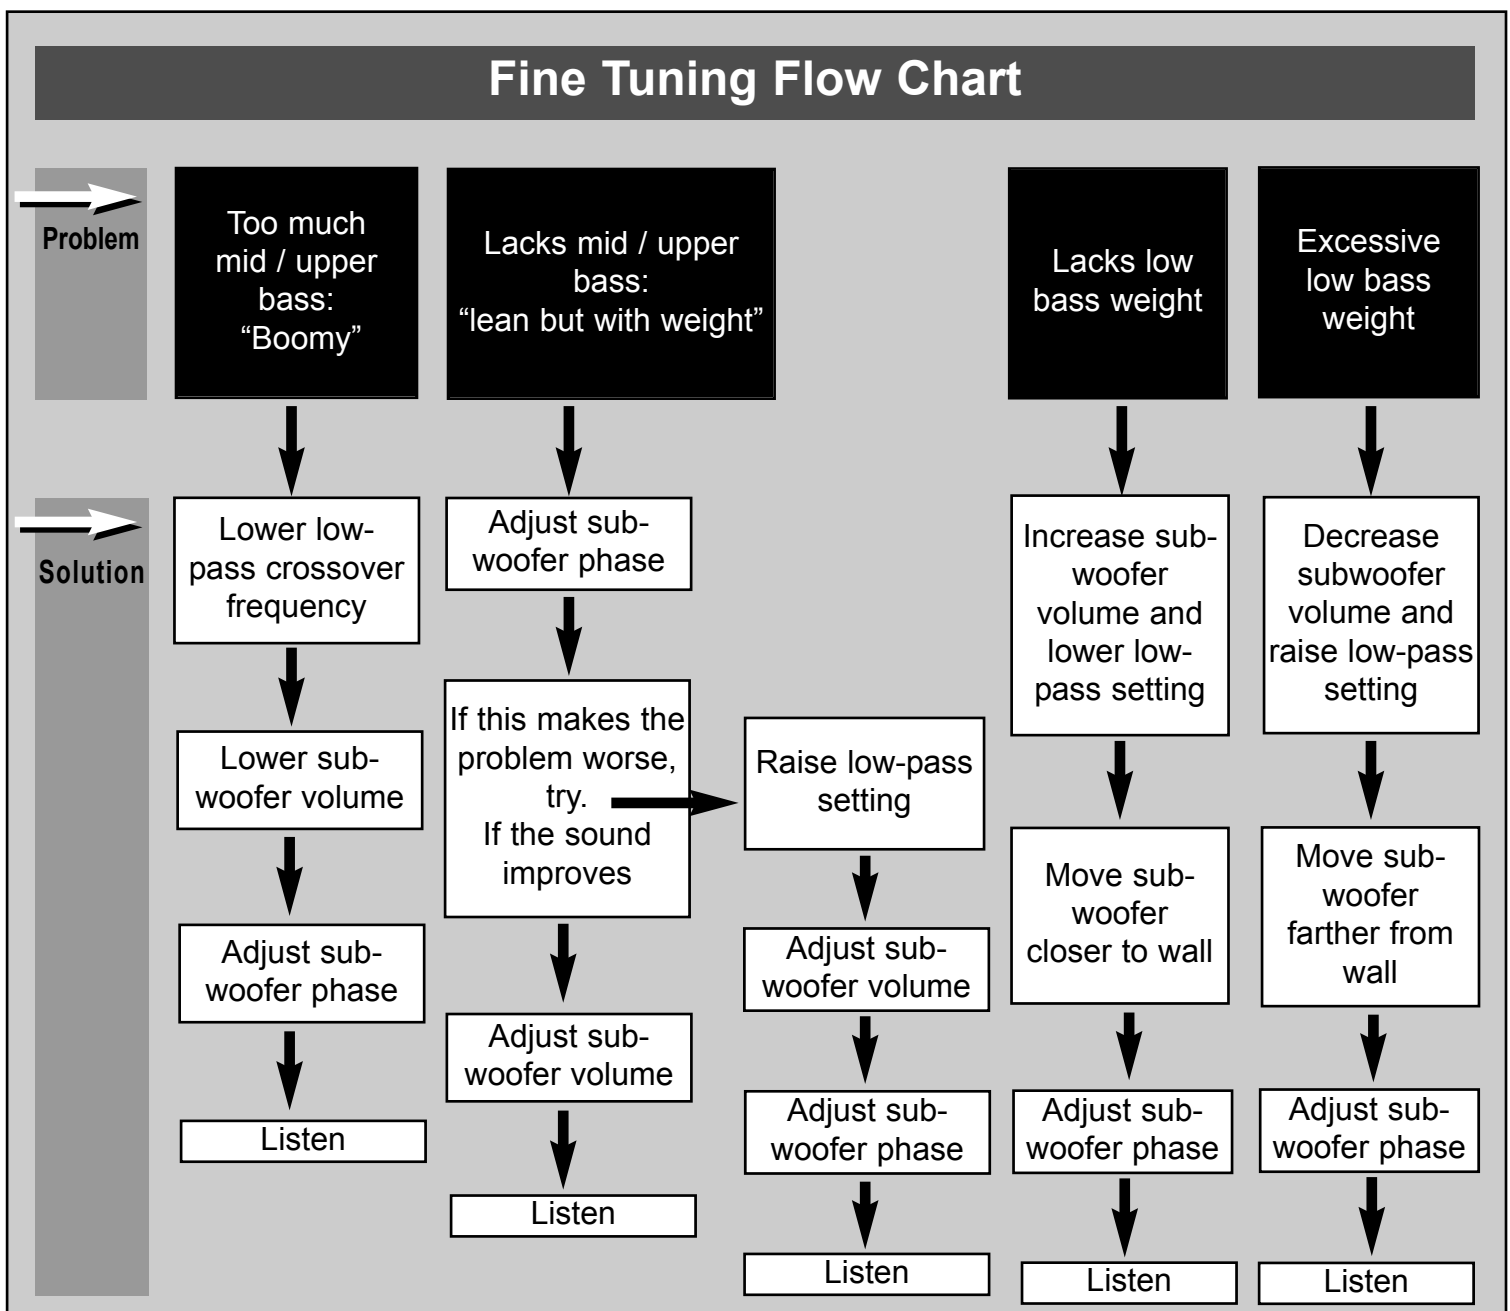 Fine Tuning Flow Chart
Problem
Too much
mid / upper
bass:
“Boomy”
Lacks mid / upper
bass:
“lean but with weight”
Lacks low
bass weight
Excessive
low bass
weight
Solution
Lower low-
pass crossover
frequency
Lower sub-
woofer volume
Adjust sub-
woofer phase
Listen
Adjust sub-
woofer phase
If this makes the
problem worse,
try.
If the sound
improves
Adjust sub-
woofer volume
Listen
Raise low-pass
setting
Adjust sub-
woofer volume
Adjust sub-
woofer phase
Listen
Increase sub-
woofer
volume and
lower low-
pass setting
Move sub-
woofer
closer to wall
Adjust sub-
woofer phase
Listen
Decrease
subwoofer
volume and
raise low-pass
setting
Move sub-
woofer
farther from
wall
Adjust sub-
woofer phase
Listen